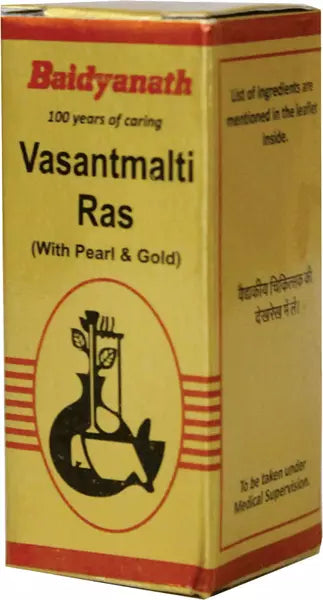 Baidyanath
100 years of caring
Vasantmalti
Ras
(With Pearl & Gold)
List of Ingredients are
mentioned in the leaflet
inside.
वैद्यकीय चिकित्सक की
देखरेख में लें।
To be taken under
Medical Supervision.